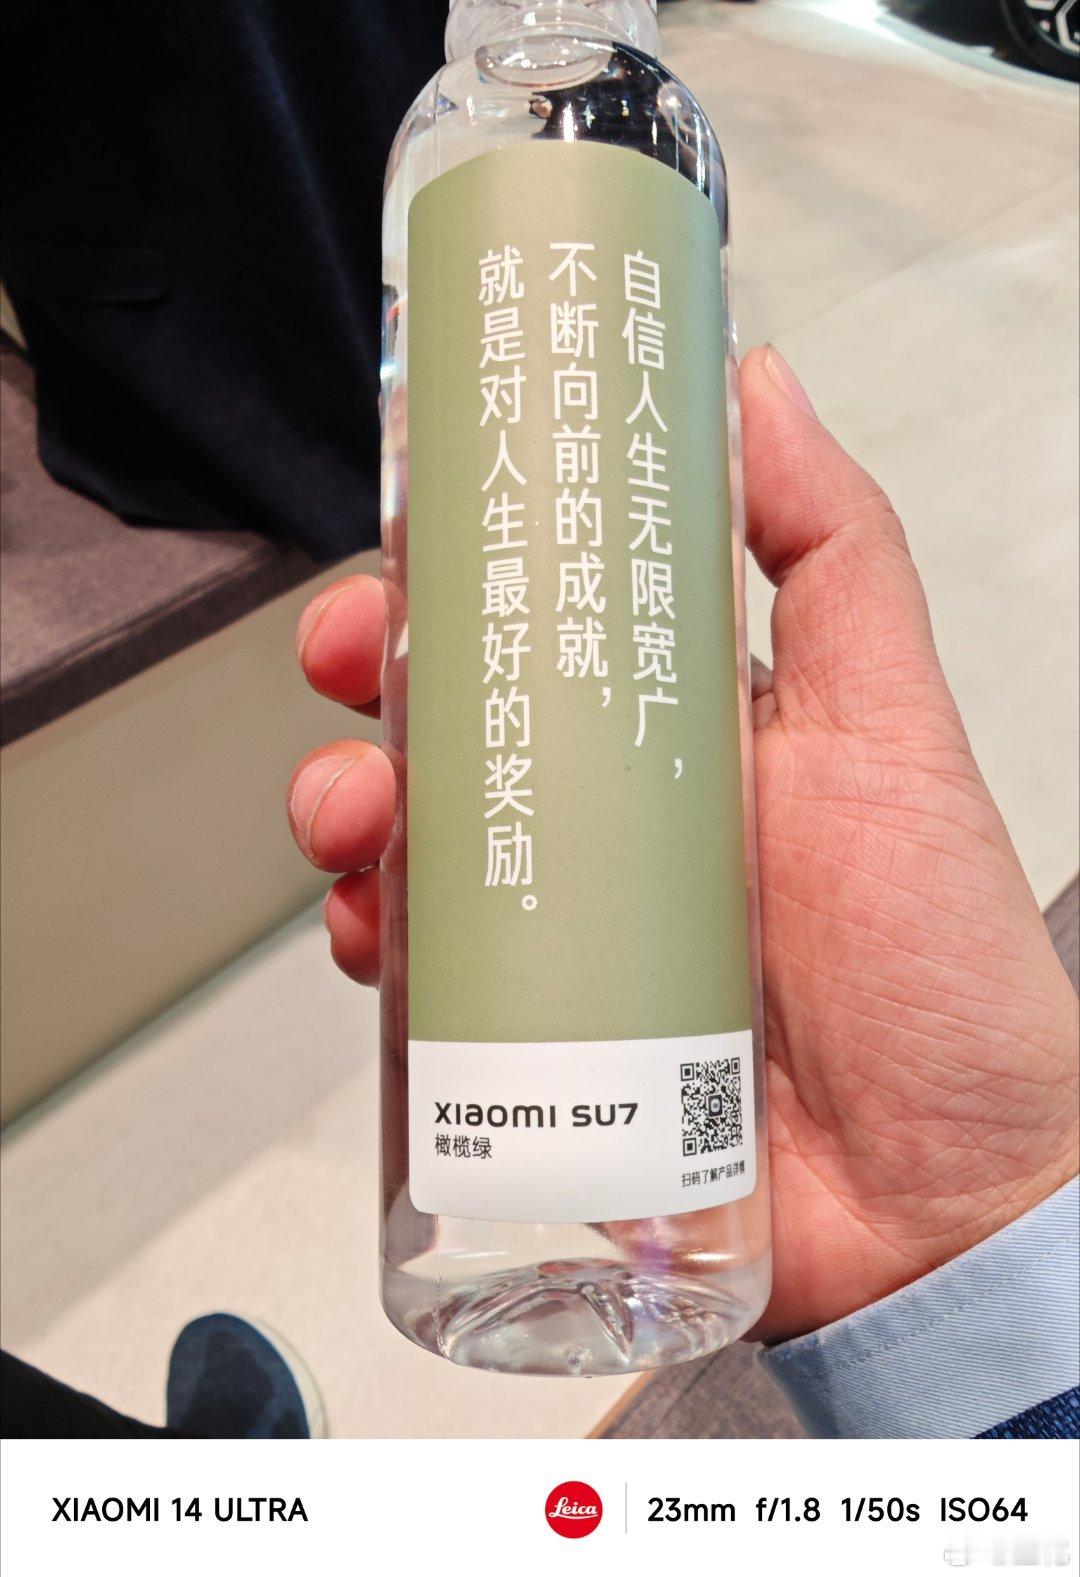 自信人生无限宽广，
不断向前的成就，
就是对人生最好的奖励。
xiaomi SU7
橄榄绿
扫码了解产品详情
XIAOMI 14 ULTRA
Leica
23mm f/1.8 1/50s ISO64